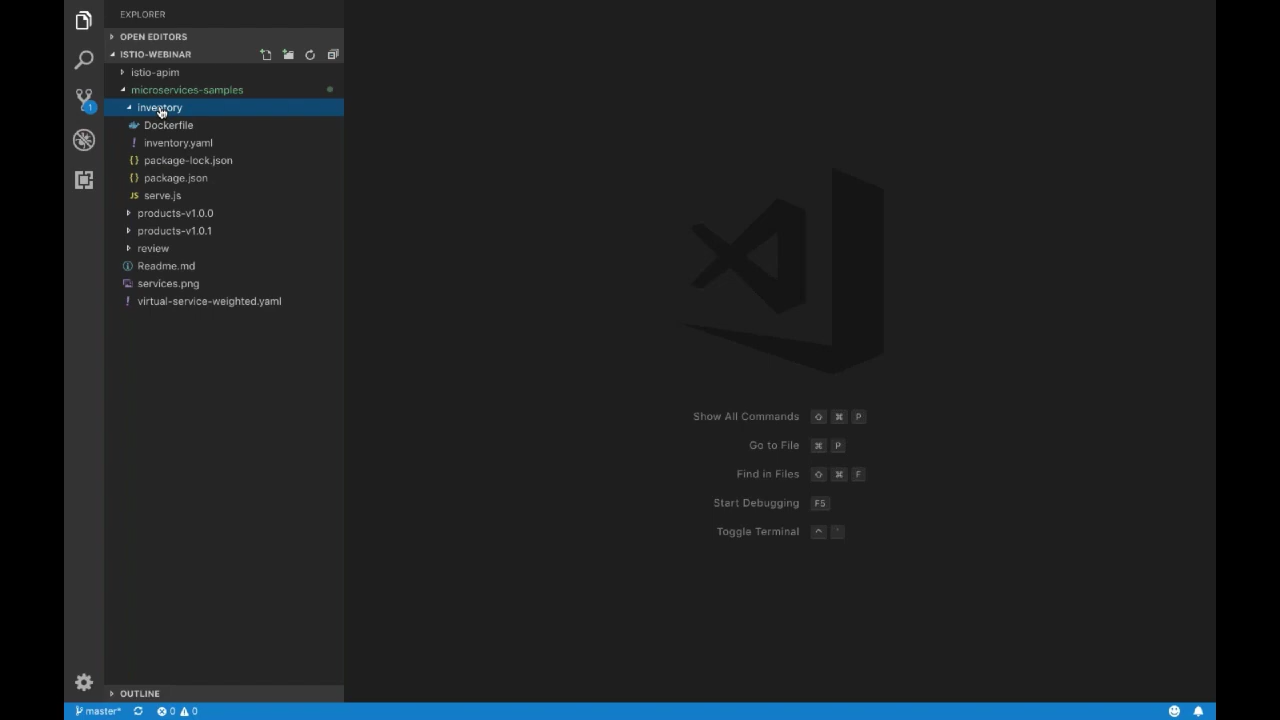 EXPLORER
OPEN EDITORS
ISTIO-WEBINAR
istio-apim
microservices-samples
inventory
Dockerfile
! inventory.yaml
{} package-lock.json
{} package.json
JS serve.js
products-v1.0.0
products-v1.0.1
review
Readme.md
services.png
! virtual-service-weighted.yaml
OUTLINE
1
Show All Commands ⇧ ⌘ P
Go to File ⌘ P
Find in Files ⇧ ⌘ F
Start Debugging F5
Toggle Terminal ^ `
master* 0 0